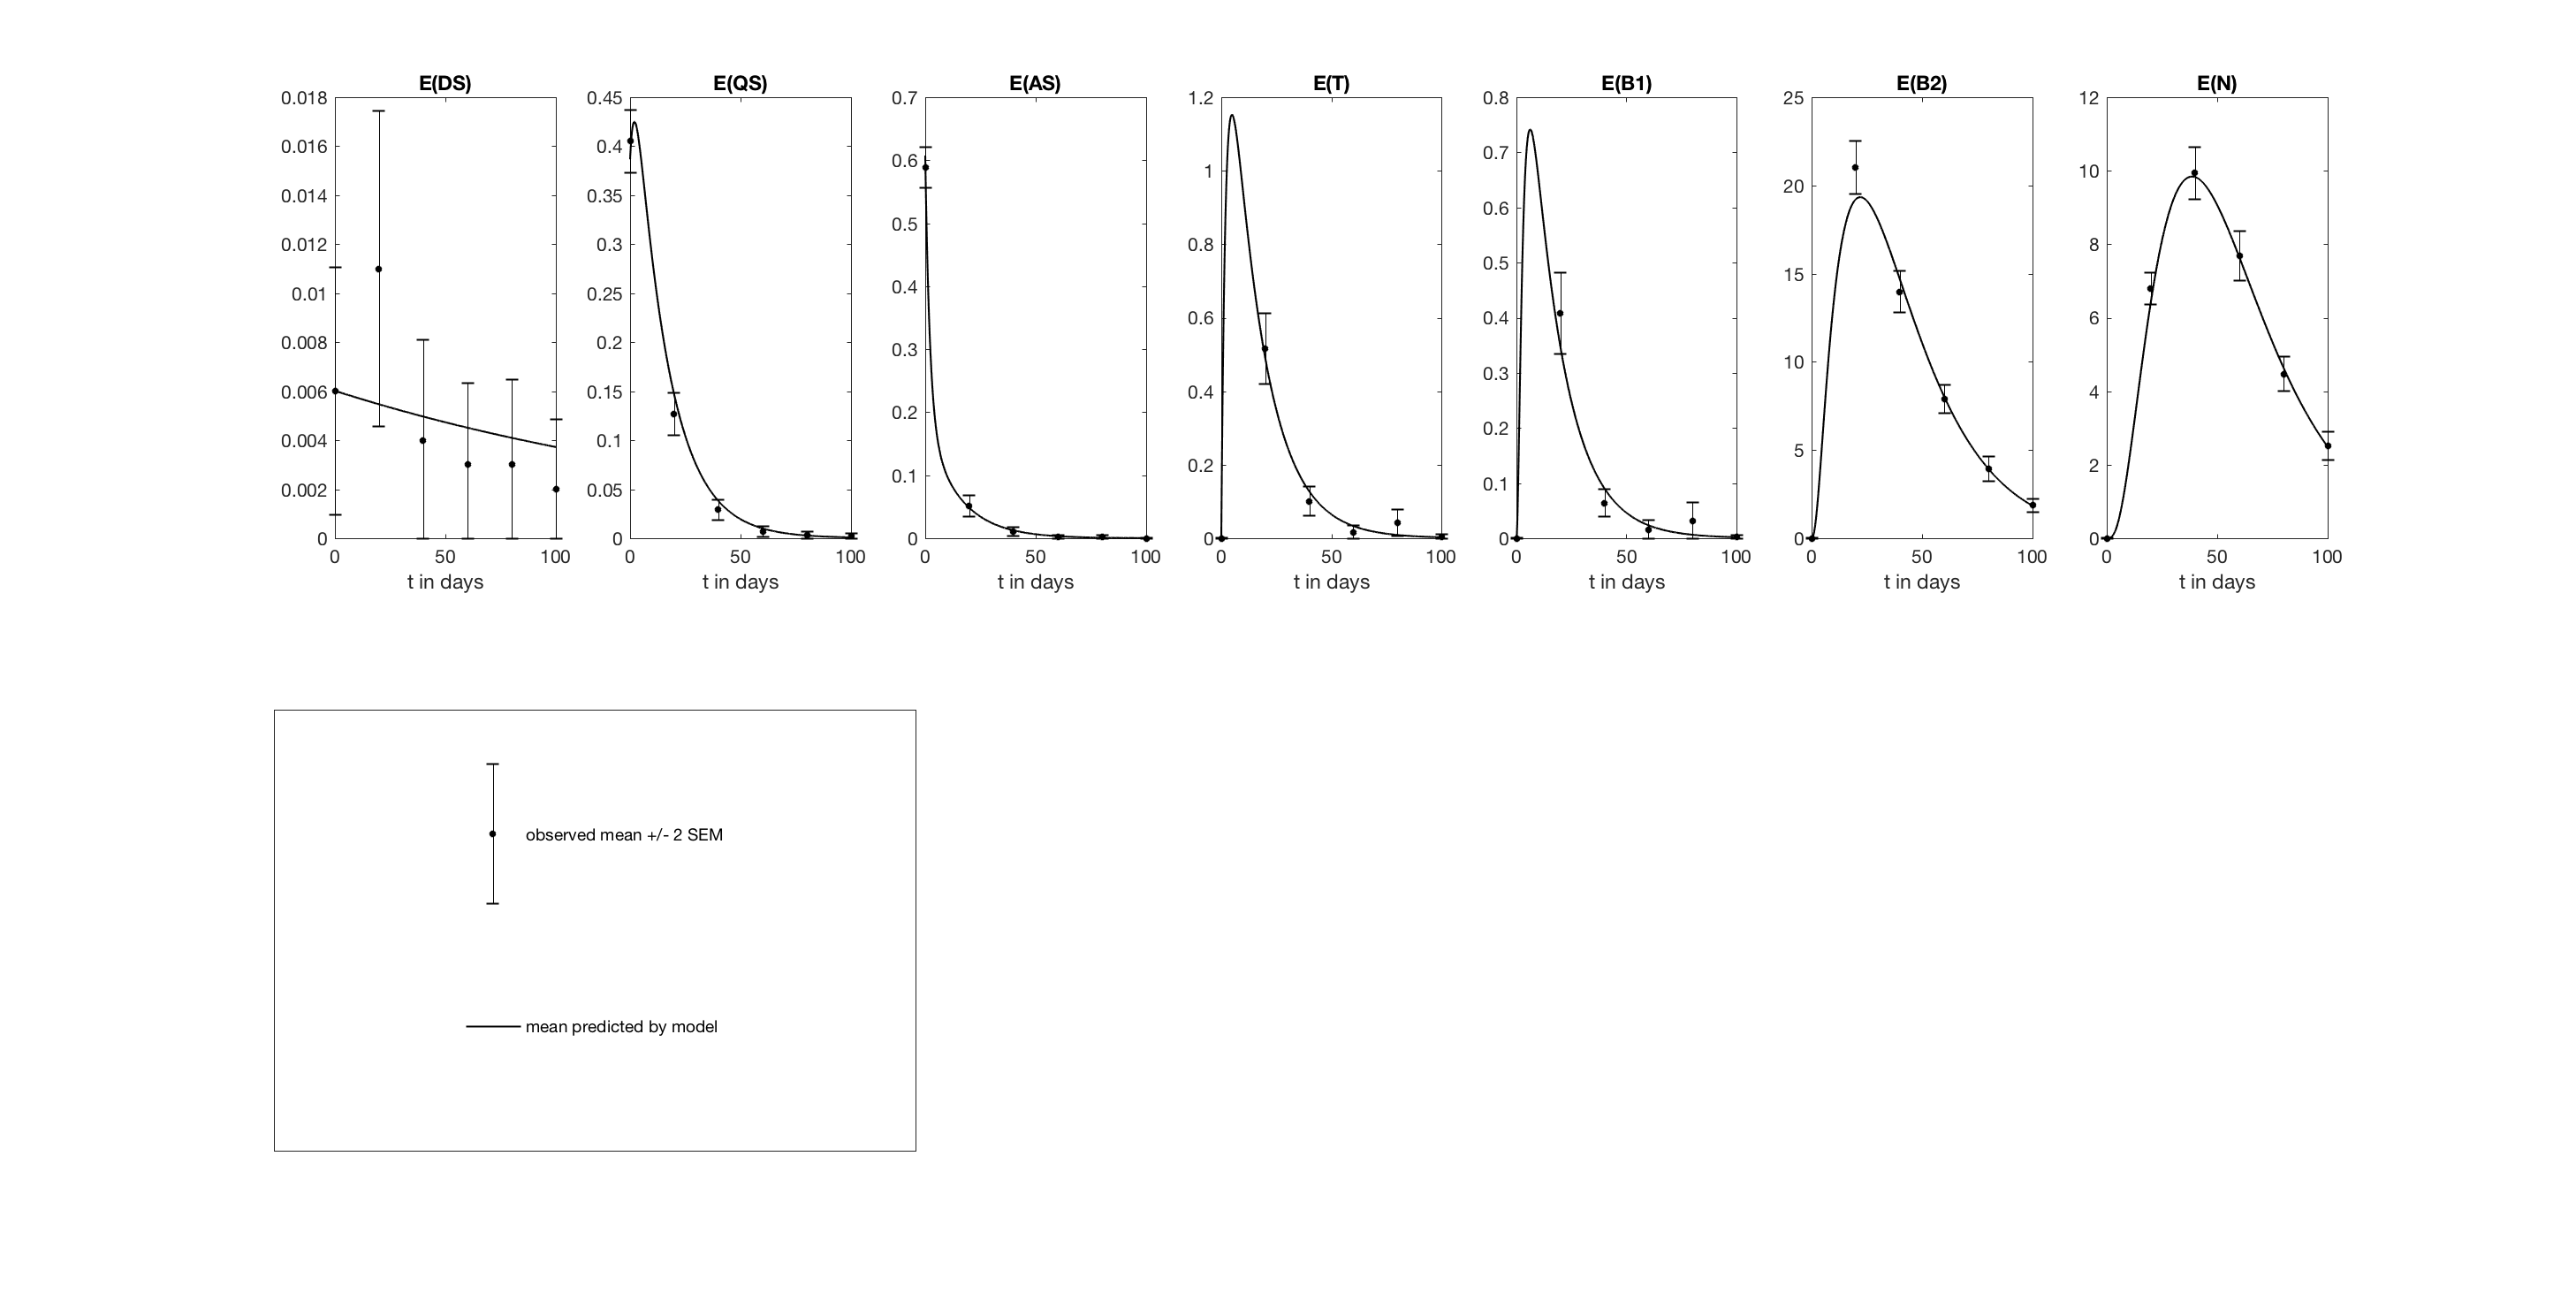 E(DS) E(QS) E(AS) E(T) E(B1) E(B2) E(N)
0.018 0.45 0.7 1.2 0.8 25 12
0.016 0.4 0.6 1 0.7 20 10
0.014 0.35 0.5 0.8 0.6 15 8
0.012 0.3 0.4 0.6 0.5 10 6
0.01 0.25 0.3 0.4 0.4 5 4
0.008 0.2 0.2 0.2 0.3 0 2
0.006 0.15 0.1 0 0.2 0
0.004 0.1 0 0.1
0.002 0.05 0
0 0
0 50 100 0 50 100 0 50 100 0 50 100 0 50 100 0 50 100 0 50 100
t in days t in days t in days t in days t in days t in days t in days
observed mean +/- 2 SEM
mean predicted by model